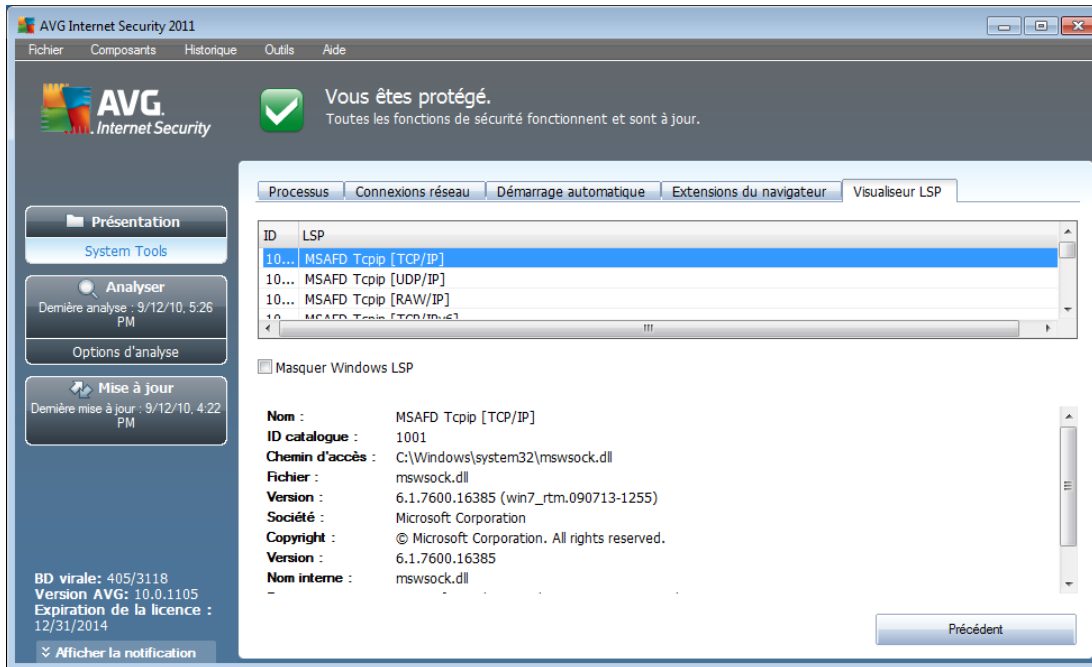 AVG Internet Security 2011
Fichier Composants Historique Outils Aide
AVG.
Internet Security
Vous êtes protégé.
Toutes les fonctions de sécurité fonctionnent et sont à jour.
Présentation
System Tools
Analyser
Dernière analyse : 9/12/10, 5:26
PM
Options d'analyse
Mise à jour
Dernière mise à jour : 9/12/10, 4:22
PM
BD virale: 405/3118
Version AVG: 10.0.1105
Expiration de la licence :
12/31/2014
Afficher la notification
Processus Connexions réseau Démarrage automatique Extensions du navigateur Visualiseur LSP
ID LSP
10... MSAFD Tcpip [TCP/IP]
10... MSAFD Tcpip [UDP/IP]
10... MSAFD Tcpip [RAW/IP]
10... MSAFD Tcpip [TCP/IPv6]
Masquer Windows LSP
Nom : MSAFD Tcpip [TCP/IP]
ID catalogue : 1001
Chemin d'accès : C:\Windows\system32\mswsock.dll
Fichier : mswsock.dll
Version : 6.1.7600.16385 (win7_rtm.090713-1255)
Société : Microsoft Corporation
Copyright : © Microsoft Corporation. All rights reserved.
Version : 6.1.7600.16385
Nom interne : mswsock.dll
Précédent